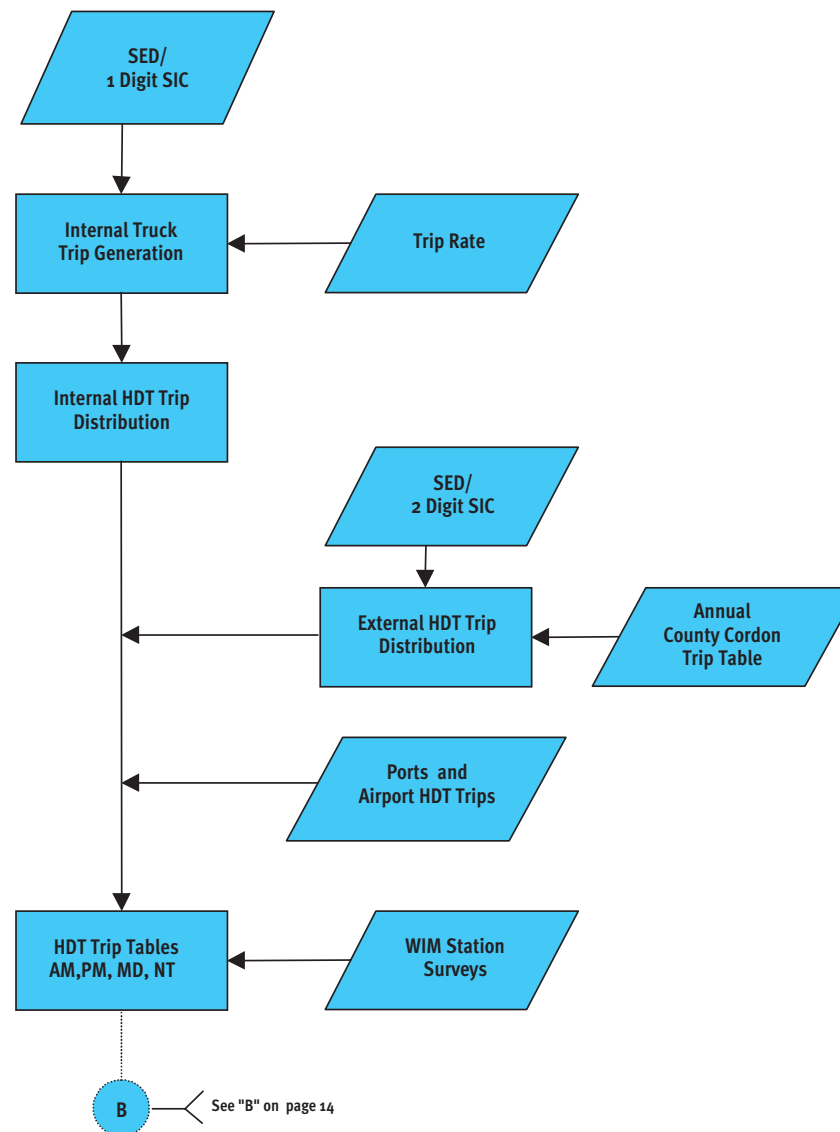 SED/
1 Digit SIC
Internal Truck
Trip Generation
Trip Rate
Internal HDT Trip
Distribution
SED/
2 Digit SIC
External HDT Trip
Distribution
Annual
County Cordon
Trip Table
Ports and
Airport HDT Trips
HDT Trip Tables
AM,PM, MD, NT
WIM Station
Surveys
B
See "B" on page 14